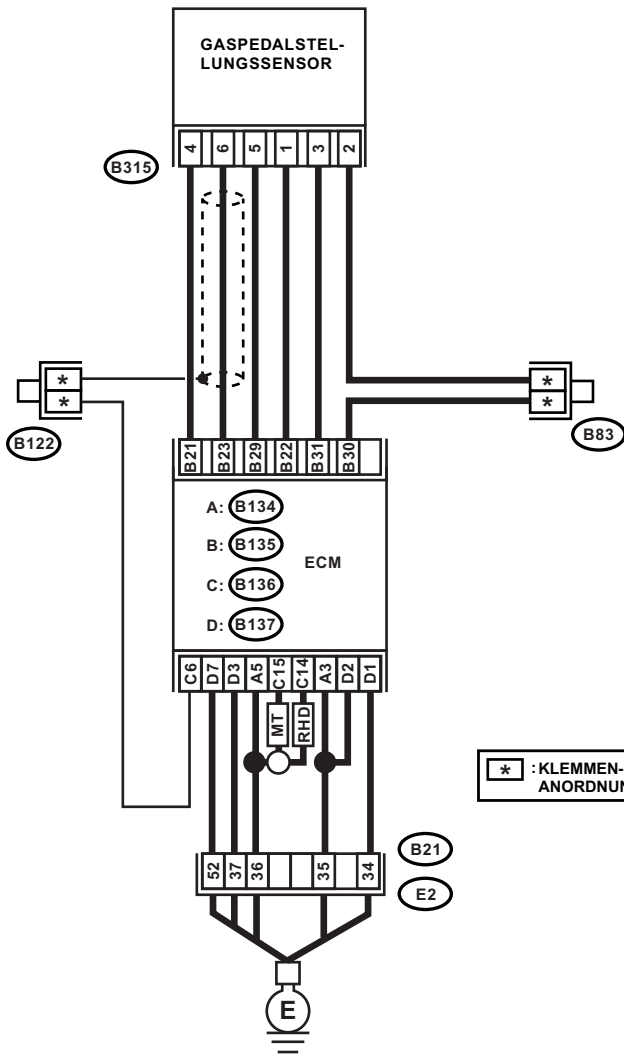 GASPEDALSTEL-
LUNGSSENSOR
4 6 5 1 3 2
B315
* *
* *
B122 B83
B21 B23 B29 B22 B31 B30
A: B134
B: B135
ECM
C: B136
D: B137
C6 D7 D3 A5 C15 C14 A3 D2 D1
MT RHD
* : KLEMMEN-
B21
52 37 36 35 34
E2
E